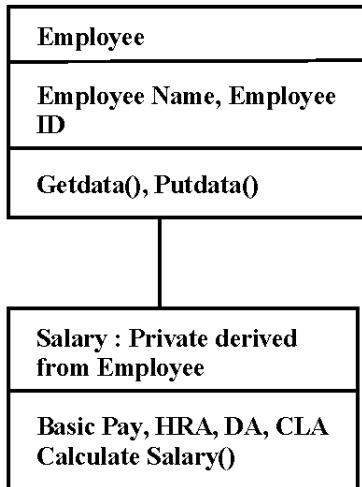 Employee
Employee Name, Employee
ID
Getdata(), Putdata()
Salary : Private derived
from Employee
Basic Pay, HRA, DA, CLA
Calculate Salary()